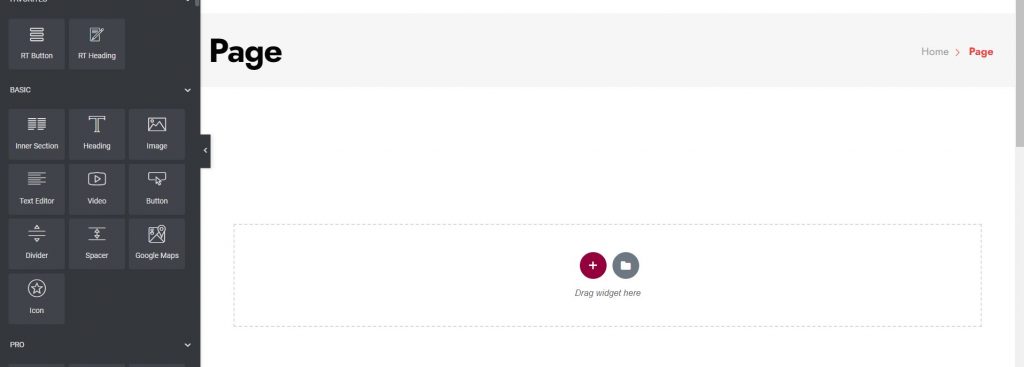 FAVORITES
RT Button
RT Heading
BASIC
Inner Section
Heading
Image
Text Editor
Video
Button
Divider
Spacer
Google Maps
Icon
PRO
Page
Home > Page
Drag widget here